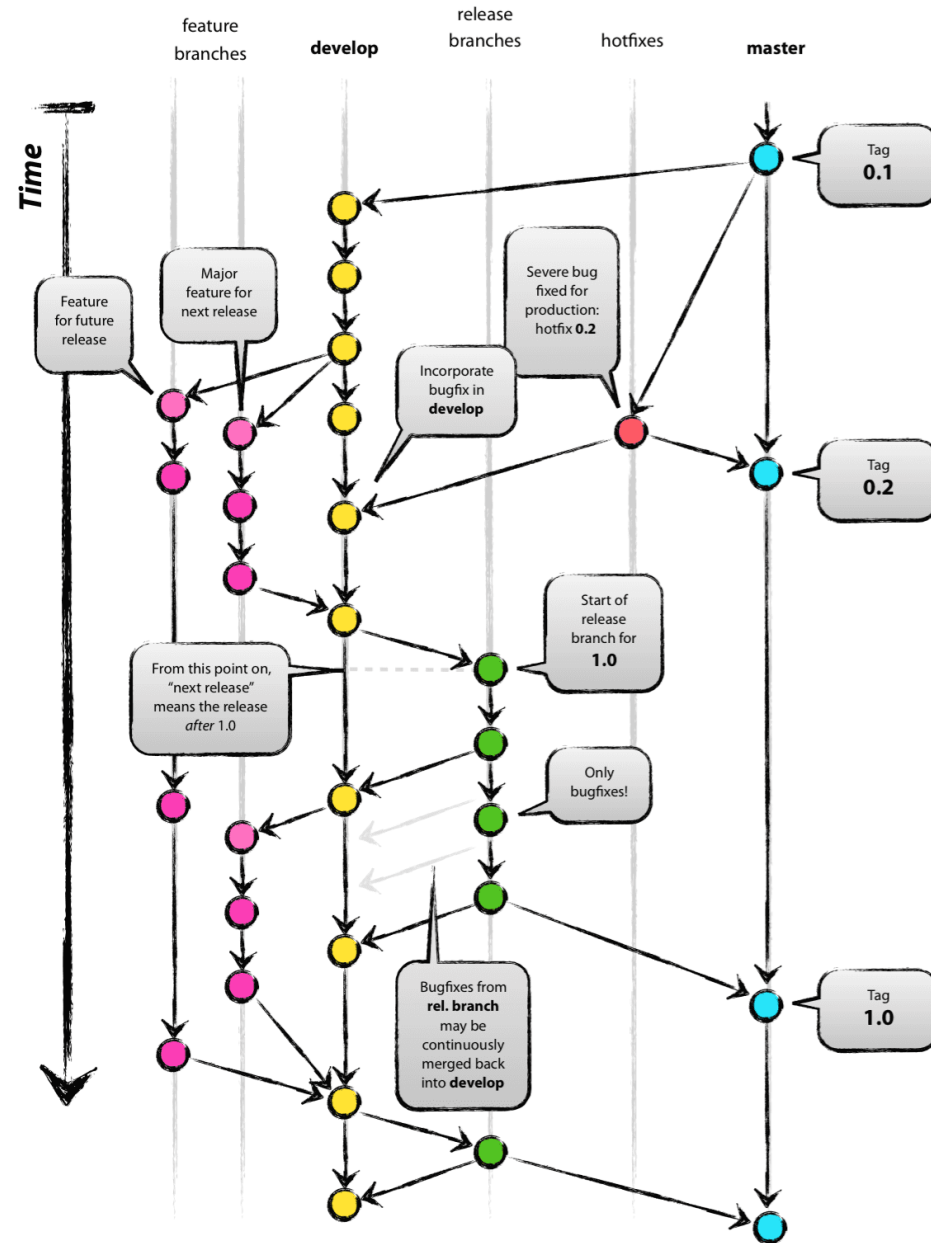 feature
branches
develop
release
branches
hotfixes
master
Time
Tag
0.1
Feature
for future
release
Major
feature for
next release
Severe bug
fixed for
production:
hotfix 0.2
Incorporate
bugfix in
develop
Tag
0.2
Start of
release
branch for
1.0
From this point on,
“next release”
means the release
after 1.0
Only
bugfixes!
Bugfixes from
rel. branch
may be
continuously
merged back
into develop
Tag
1.0